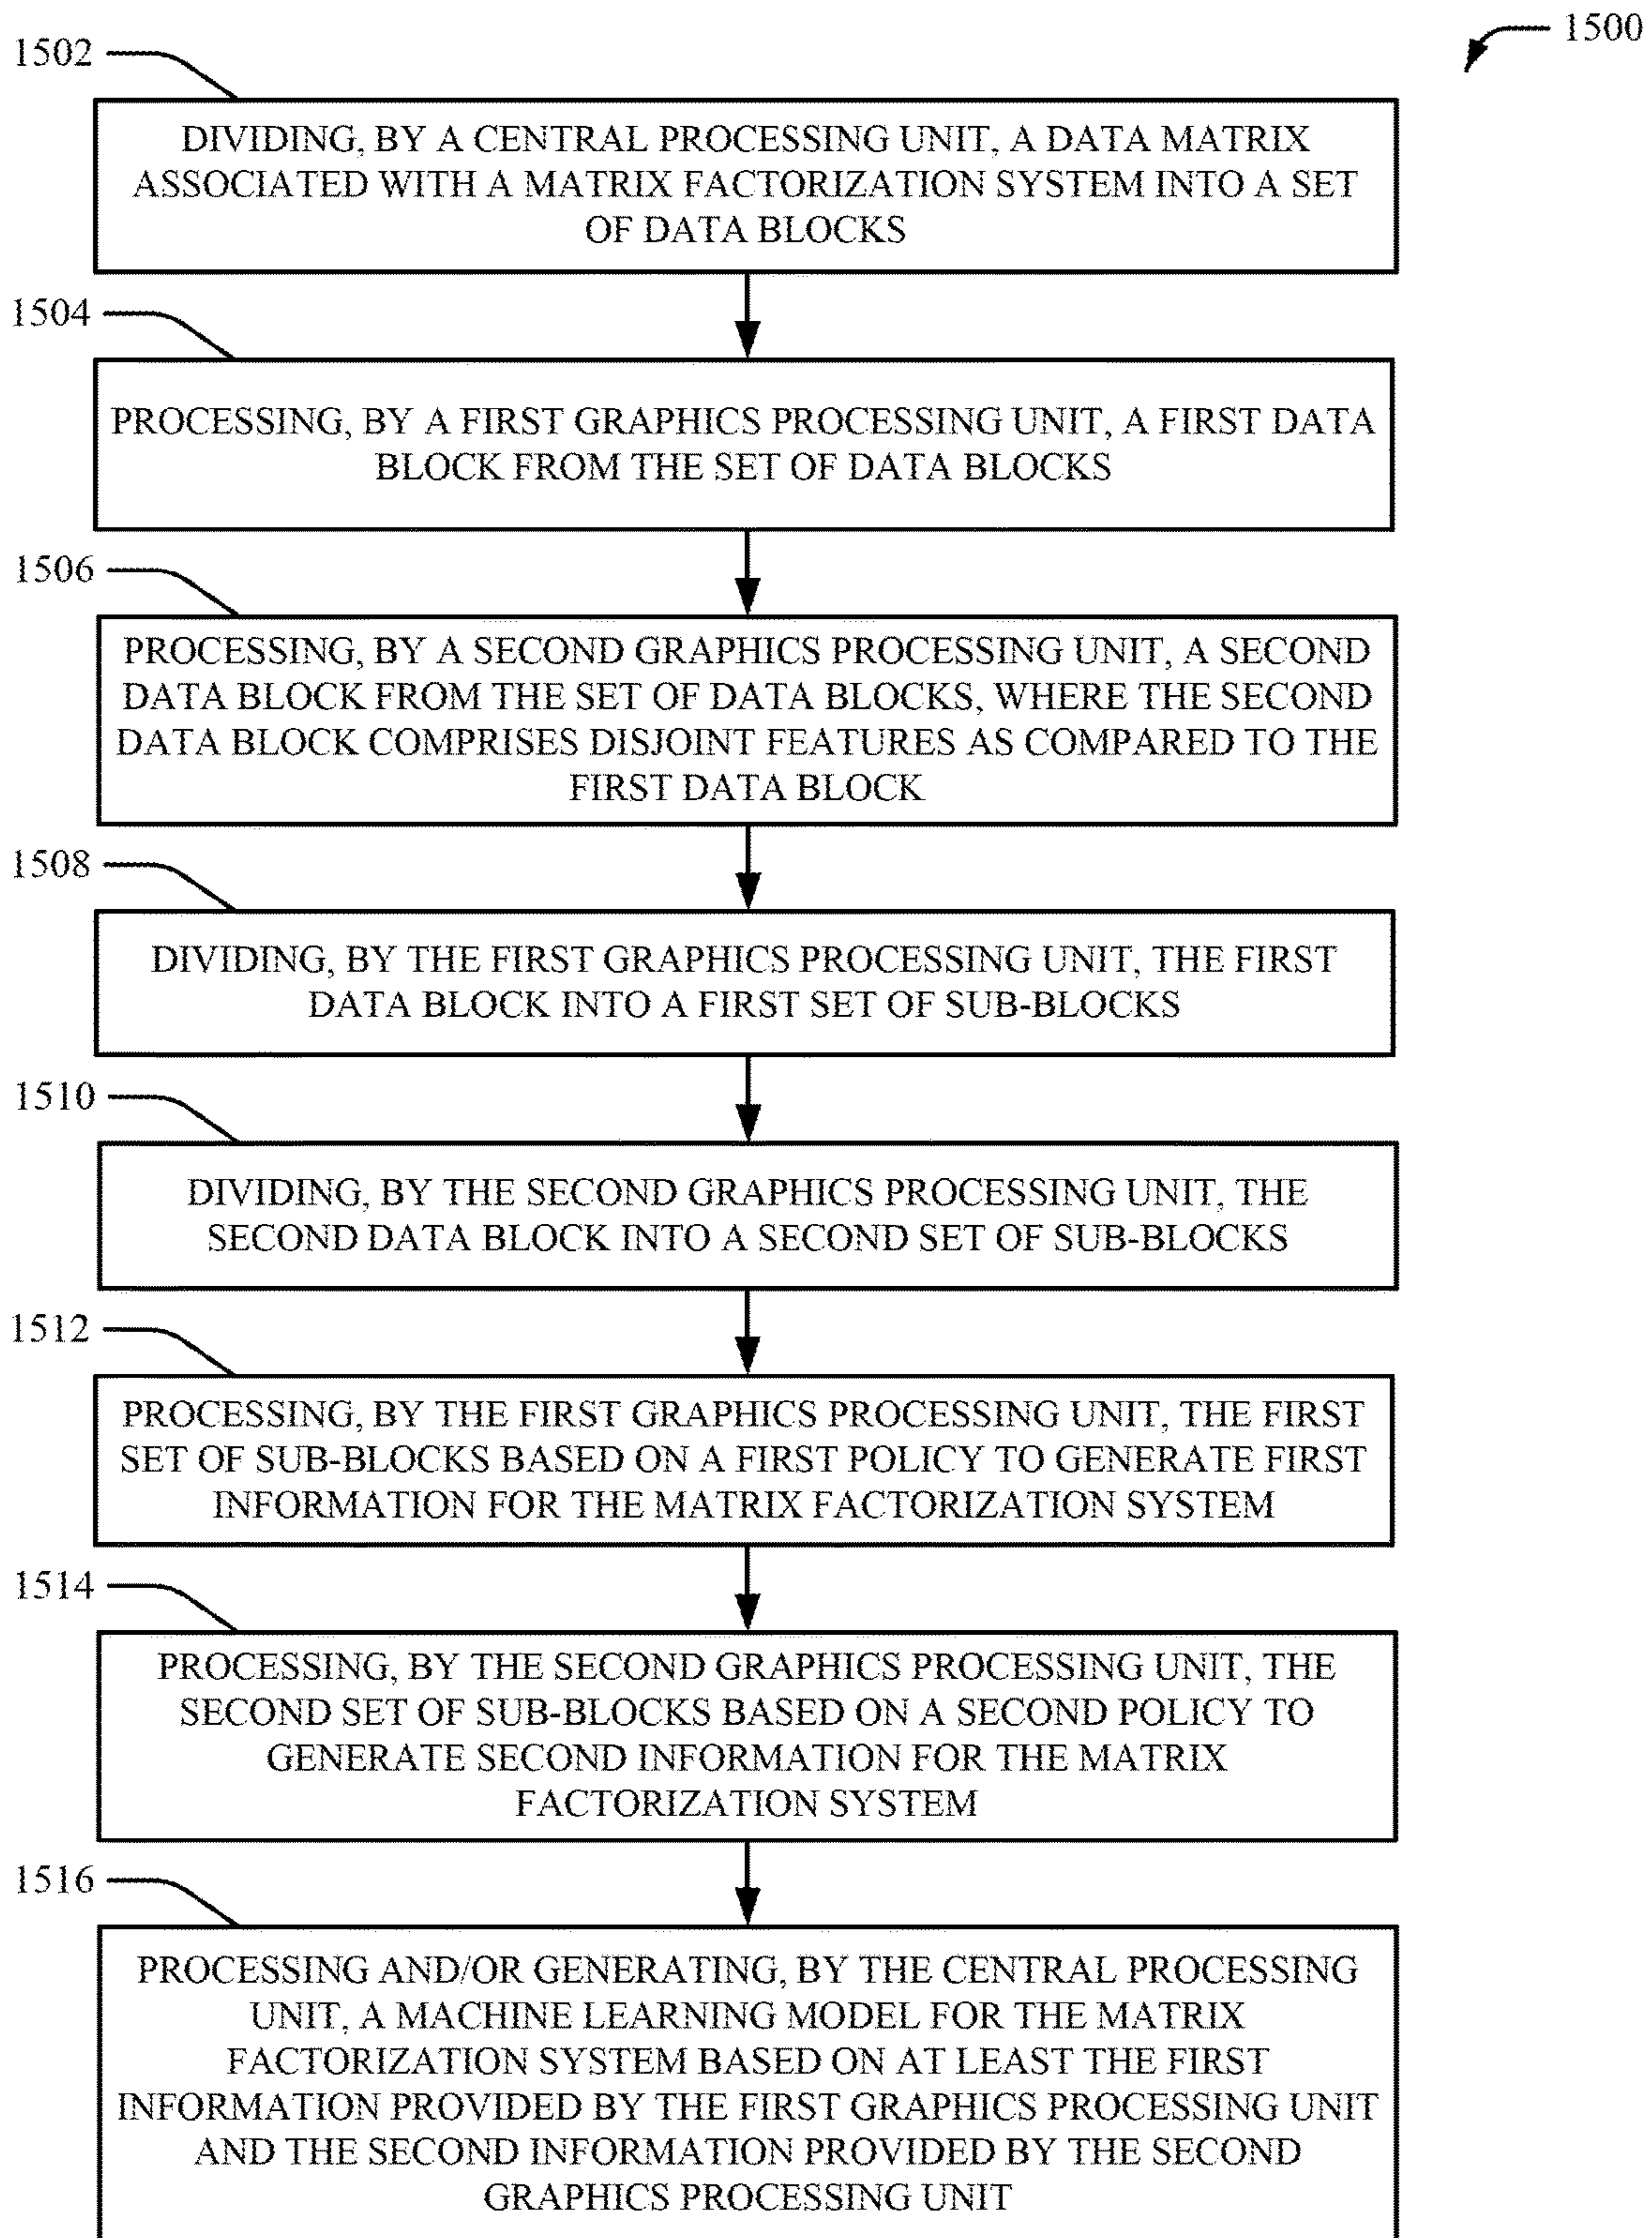 1500
1502
DIVIDING, BY A CENTRAL PROCESSING UNIT, A DATA MATRIX
ASSOCIATED WITH A MATRIX FACTORIZATION SYSTEM INTO A SET
OF DATA BLOCKS
1504
PROCESSING, BY A FIRST GRAPHICS PROCESSING UNIT, A FIRST DATA
BLOCK FROM THE SET OF DATA BLOCKS
1506
PROCESSING, BY A SECOND GRAPHICS PROCESSING UNIT, A SECOND
DATA BLOCK FROM THE SET OF DATA BLOCKS, WHERE THE SECOND
DATA BLOCK COMPRISES DISJOINT FEATURES AS COMPARED TO THE
FIRST DATA BLOCK
1508
DIVIDING, BY THE FIRST GRAPHICS PROCESSING UNIT, THE FIRST
DATA BLOCK INTO A FIRST SET OF SUB-BLOCKS
1510
DIVIDING, BY THE SECOND GRAPHICS PROCESSING UNIT, THE
SECOND DATA BLOCK INTO A SECOND SET OF SUB-BLOCKS
1512
PROCESSING, BY THE FIRST GRAPHICS PROCESSING UNIT, THE FIRST
SET OF SUB-BLOCKS BASED ON A FIRST POLICY TO GENERATE FIRST
INFORMATION FOR THE MATRIX FACTORIZATION SYSTEM
1514
PROCESSING, BY THE SECOND GRAPHICS PROCESSING UNIT, THE
SECOND SET OF SUB-BLOCKS BASED ON A SECOND POLICY TO
GENERATE SECOND INFORMATION FOR THE MATRIX
FACTORIZATION SYSTEM
1516
PROCESSING AND/OR GENERATING, BY THE CENTRAL PROCESSING
UNIT, A MACHINE LEARNING MODEL FOR THE MATRIX
FACTORIZATION SYSTEM BASED ON AT LEAST THE FIRST
INFORMATION PROVIDED BY THE FIRST GRAPHICS PROCESSING UNIT
AND THE SECOND INFORMATION PROVIDED BY THE SECOND
GRAPHICS PROCESSING UNIT